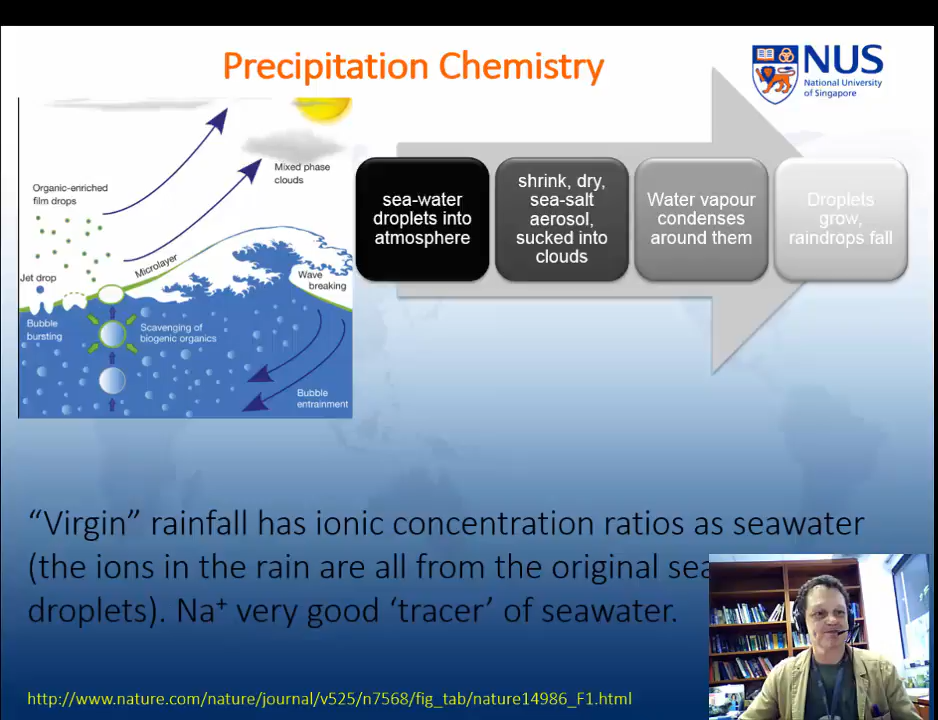 Precipitation Chemistry
NUS
National University
of Singapore
Organic-enriched
film drops
Mixed phase
clouds
Jet drop
Microlayer
Wave
breaking
Bubble
bursting
Scavenging of
biogenic organics
Bubble
entrainment
sea-water
droplets into
atmosphere
shrink, dry,
sea-salt
aerosol,
sucked into
clouds
Water vapour
condenses
around them
Droplets
grow,
raindrops fall
“Virgin” rainfall has ionic concentration ratios as seawater
(the ions in the rain are all from the original
droplets). Na⁺ very good ‘tracer’ of seawater.
http://www.nature.com/nature/journal/v525/n7568/fig_tab/nature14986_F1.html